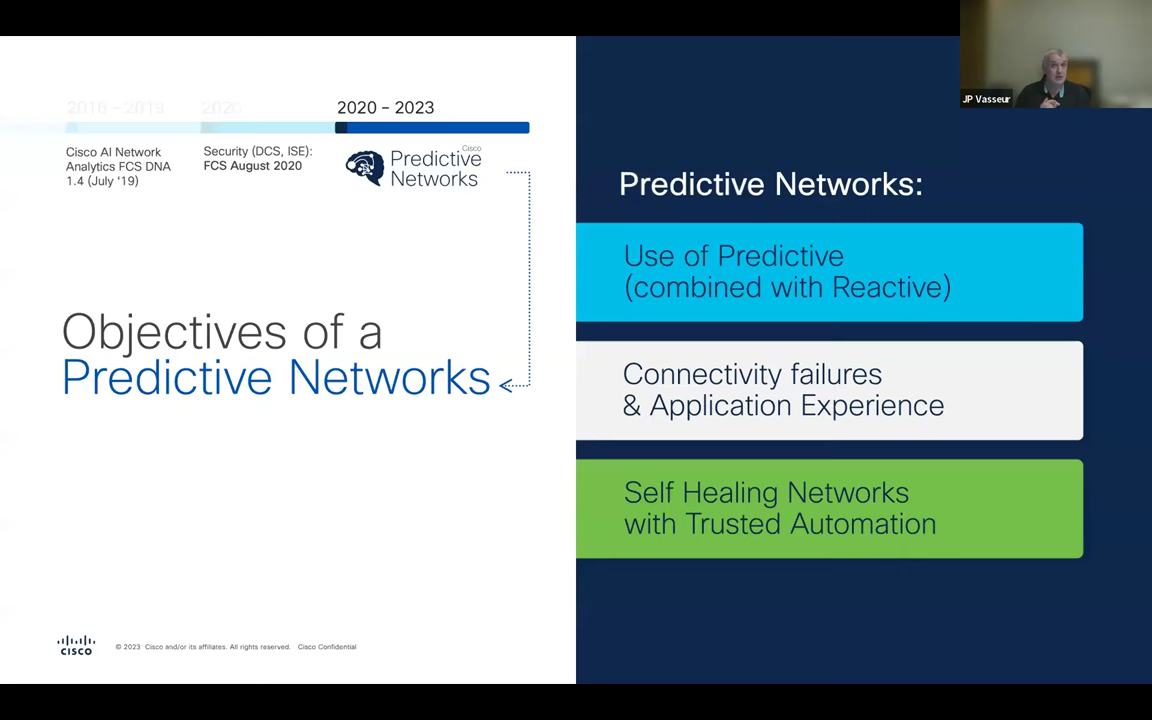 2016 – 2019
2020
2020 – 2023
Cisco AI Network
Analytics FCS DNA
1.4 (July '19)
Security (DCS, ISE):
FCS August 2020
Cisco
Predictive
Networks
Objectives of a
Predictive Networks
CISCO
© 2023 Cisco and/or its affiliates. All rights reserved. Cisco Confidential
Predictive Networks:
Use of Predictive
(combined with Reactive)
Connectivity failures
& Application Experience
Self Healing Networks
with Trusted Automation
JP Vasseur